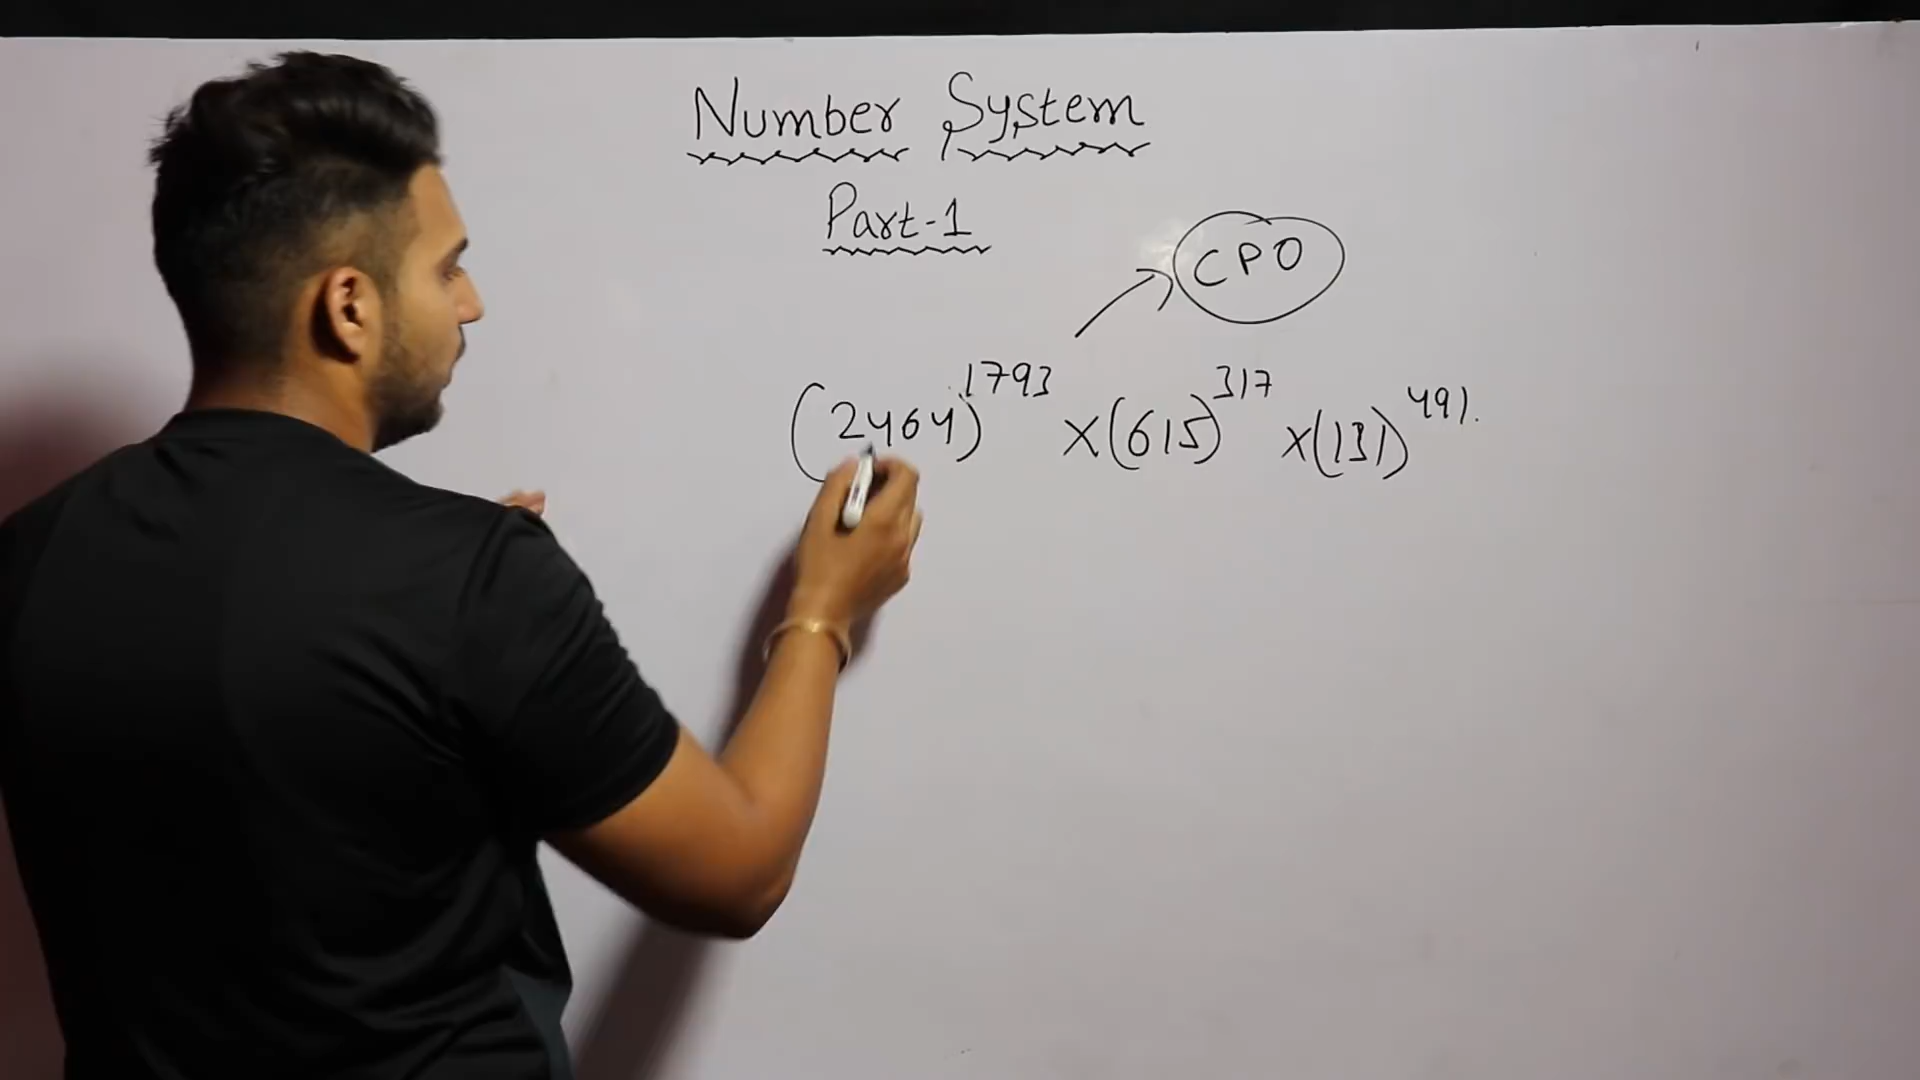 Number System
Part-1
CPO
(2464)^1793 ×(615)^317 ×(131)^491.